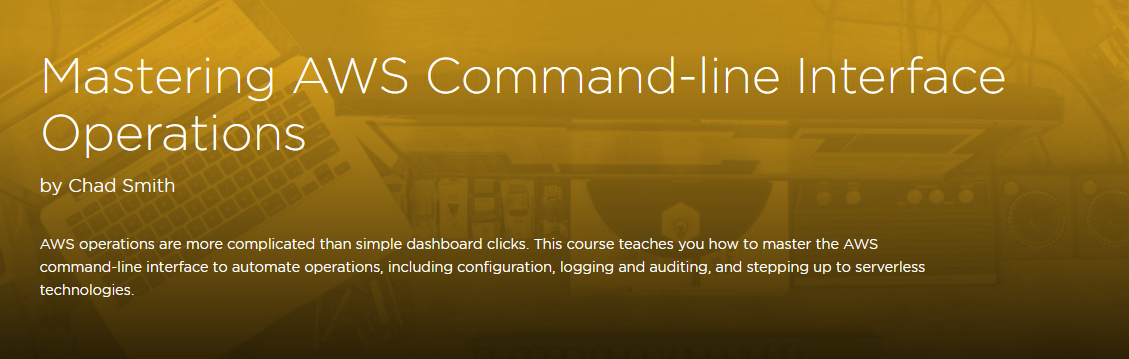 Mastering AWS Command-line Interface
Operations
by Chad Smith
AWS operations are more complicated than simple dashboard clicks. This course teaches you how to master the AWS
command-line interface to automate operations, including configuration, logging and auditing, and stepping up to serverless
technologies.